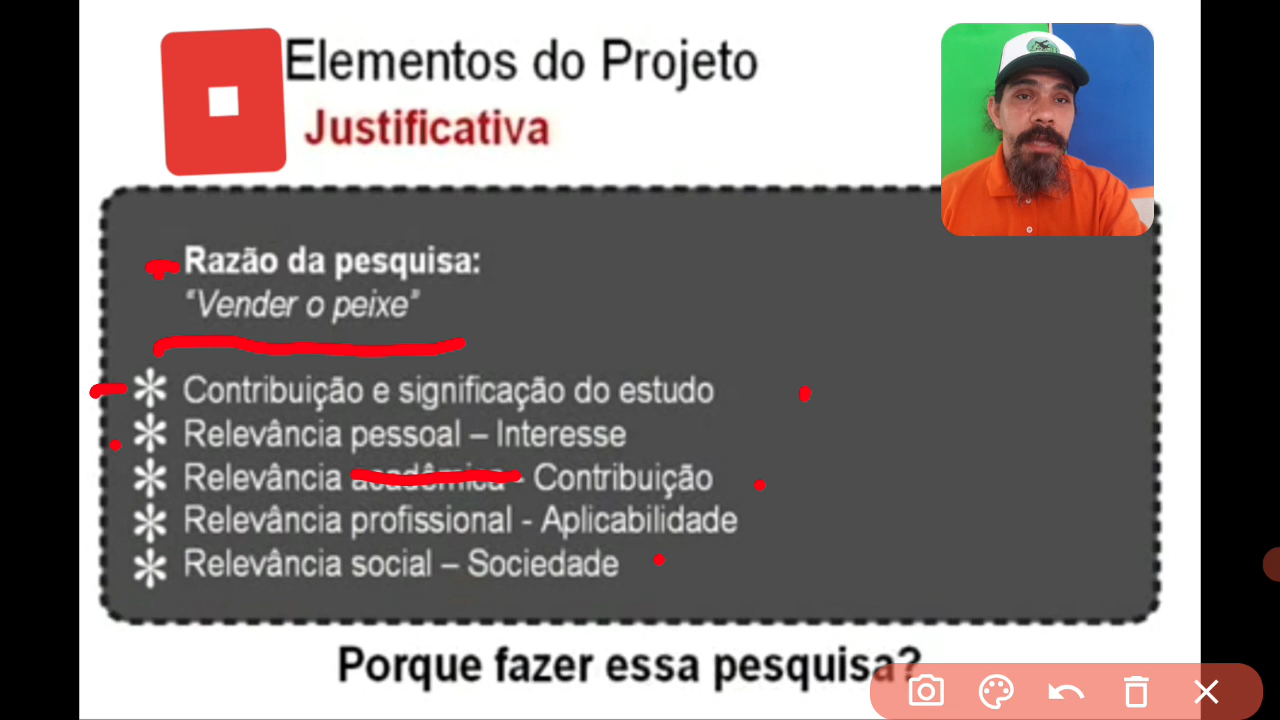 Elementos do Projeto
Justificativa
Razão da pesquisa:
“Vender o peixe”
* Contribuição e significação do estudo
* Relevância pessoal – Interesse
* Relevância acadêmica - Contribuição
* Relevância profissional - Aplicabilidade
* Relevância social – Sociedade
Porque fazer essa pesquisa?